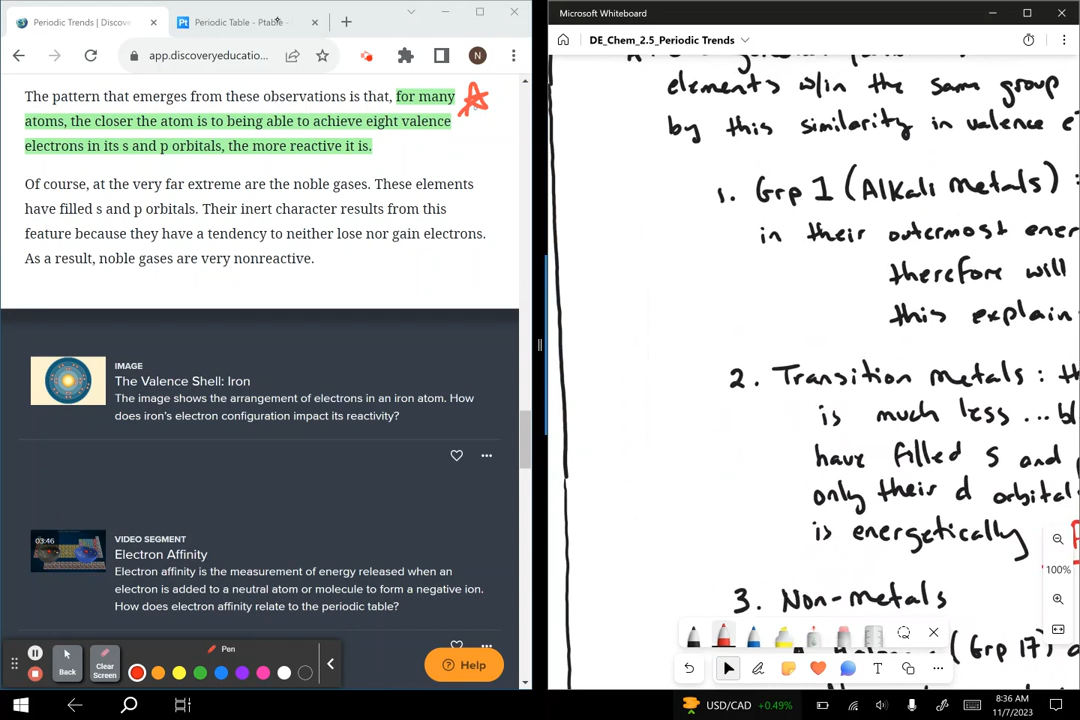 Periodic Trends | Discov
Periodic Table - Ptable -
app.discoveryeducatio...
N
The pattern that emerges from these observations is that, for many
atoms, the closer the atom is to being able to achieve eight valence
electrons in its s and p orbitals, the more reactive it is.
Of course, at the very far extreme are the noble gases. These elements
have filled s and p orbitals. Their inert character results from this
feature because they have a tendency to neither lose nor gain electrons.
As a result, noble gases are very nonreactive.
IMAGE
The Valence Shell: Iron
The image shows the arrangement of electrons in an iron atom. How
does iron's electron configuration impact its reactivity?
03:46
VIDEO SEGMENT
Electron Affinity
Electron affinity is the measurement of energy released when an
electron is added to a neutral atom or molecule to form a negative ion.
How does electron affinity relate to the periodic table?
Pen
Back
Clear
Screen
Help
Microsoft Whiteboard
DE_Chem_2.5_Periodic Trends
elements w/in the same group
by this similarity in valence e
1. Grp 1 (Alkali Metals) :
in their outermost ener
therefore will
this explain
2. Transition metals : th
is much less ... b/
have filled s and p
only their d orbital
is energetically
100%
3. Non-metals
(Grp 17) a
USD/CAD +0.49%
8:36 AM
11/7/2023